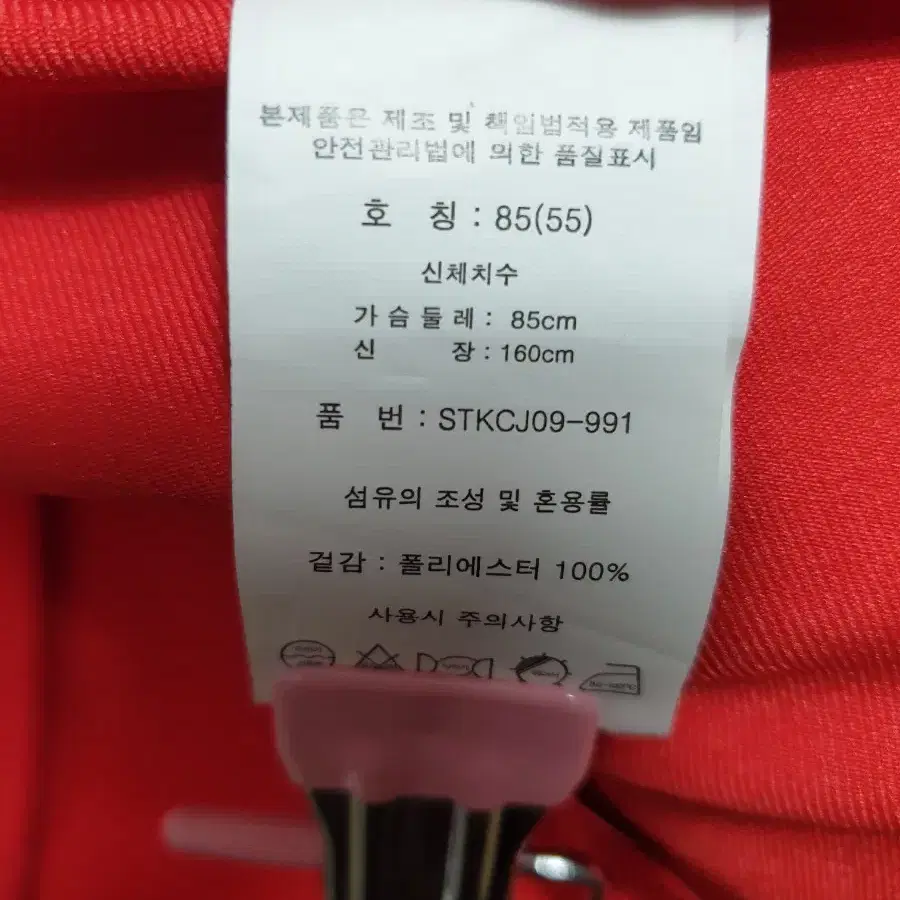 본제품은 제조 및 책임법적용 제품임
안전관리법에 의한 품질표시
호 칭 : 85(55)
신체치수
가슴둘레 : 85cm
신 장 : 160cm
품 번 : STKCJ09-991
섬유의 조성 및 혼용률
겉감 : 폴리에스터 100%
사용시 주의사항